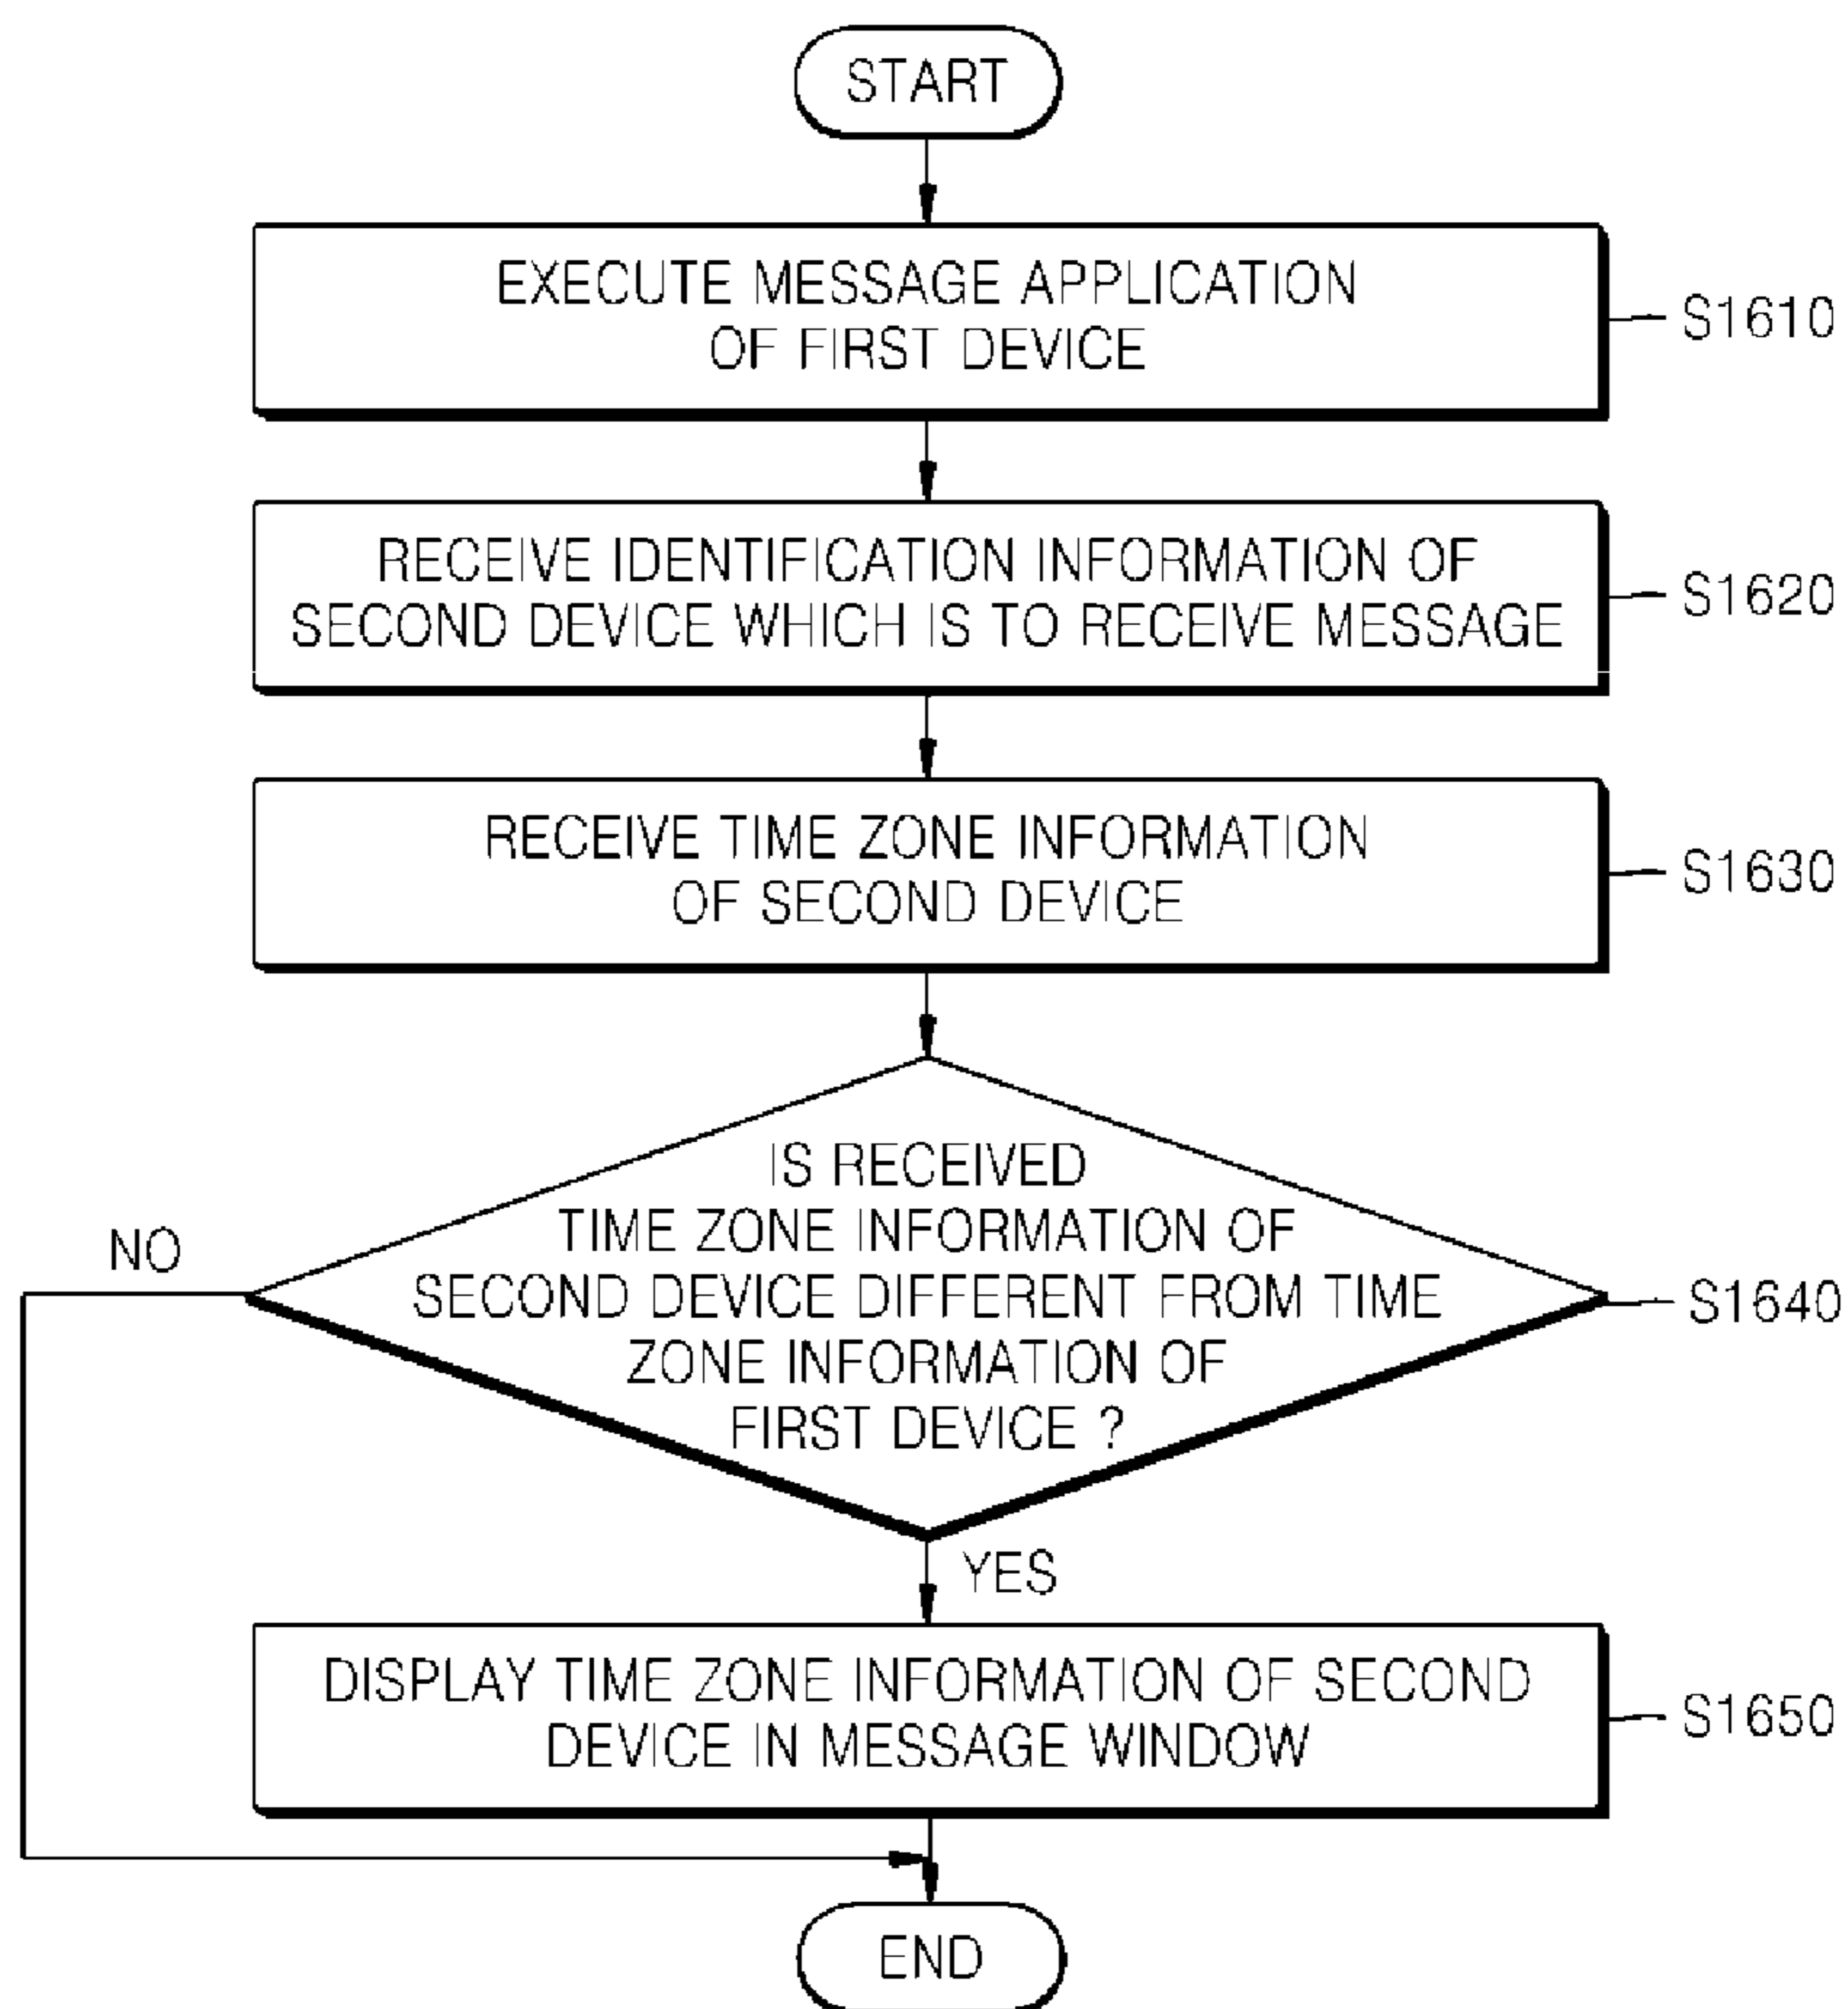 START
EXECUTE MESSAGE APPLICATION
OF FIRST DEVICE
S1610
RECEIVE IDENTIFICATION INFORMATION OF
SECOND DEVICE WHICH IS TO RECEIVE MESSAGE
S1620
RECEIVE TIME ZONE INFORMATION
OF SECOND DEVICE
S1630
IS RECEIVED
TIME ZONE INFORMATION OF
SECOND DEVICE DIFFERENT FROM TIME
ZONE INFORMATION OF
FIRST DEVICE ?
S1640
NO
YES
DISPLAY TIME ZONE INFORMATION OF SECOND
DEVICE IN MESSAGE WINDOW
S1650
END